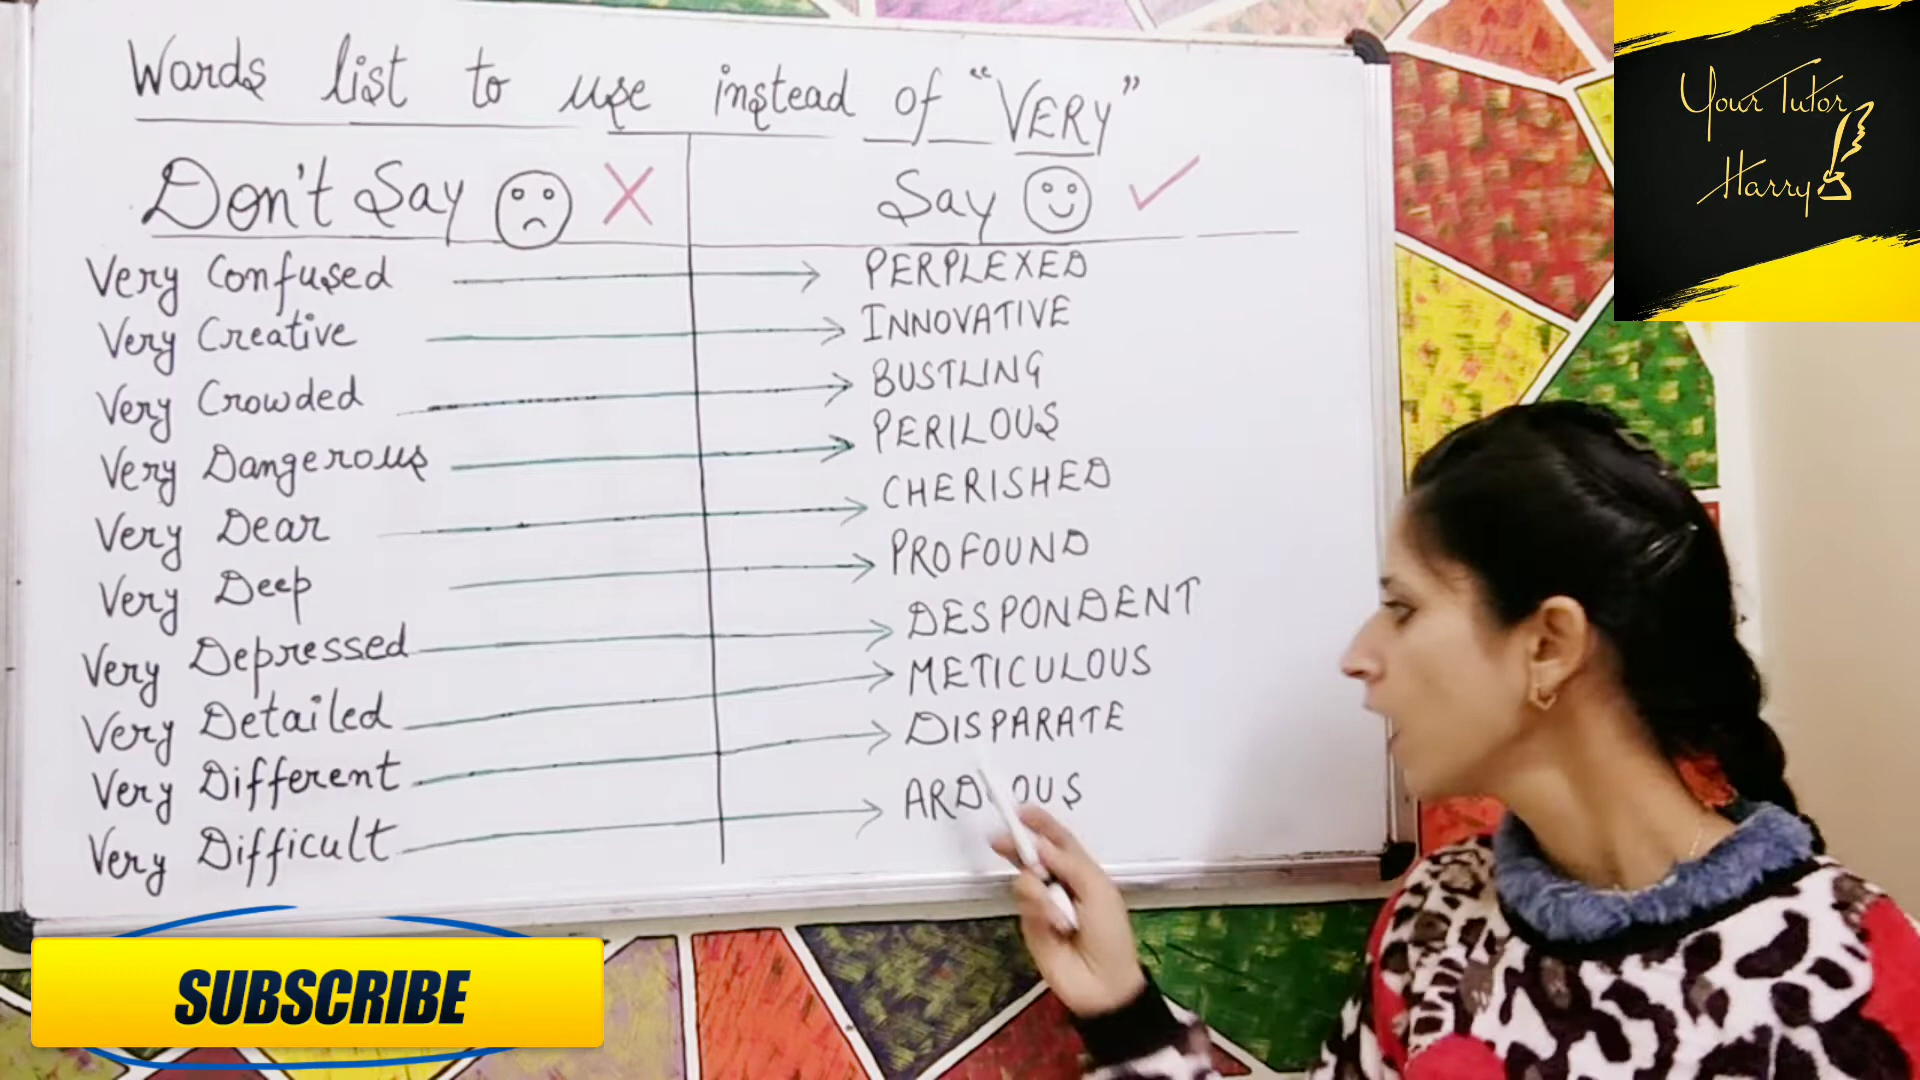 Words list to use instead of "VERY"
Don't Say X Say ✓
Very Confused → PERPLEXED
Very Creative → INNOVATIVE
Very Crowded → BUSTLING
Very Dangerous → PERILOUS
Very Dear → CHERISHED
Very Deep → PROFOUND
Very Depressed → DESPONDENT
Very Detailed → METICULOUS
Very Different → DISPARATE
Very Difficult → ARDUOUS
Your Tutor
Harry
SUBSCRIBE